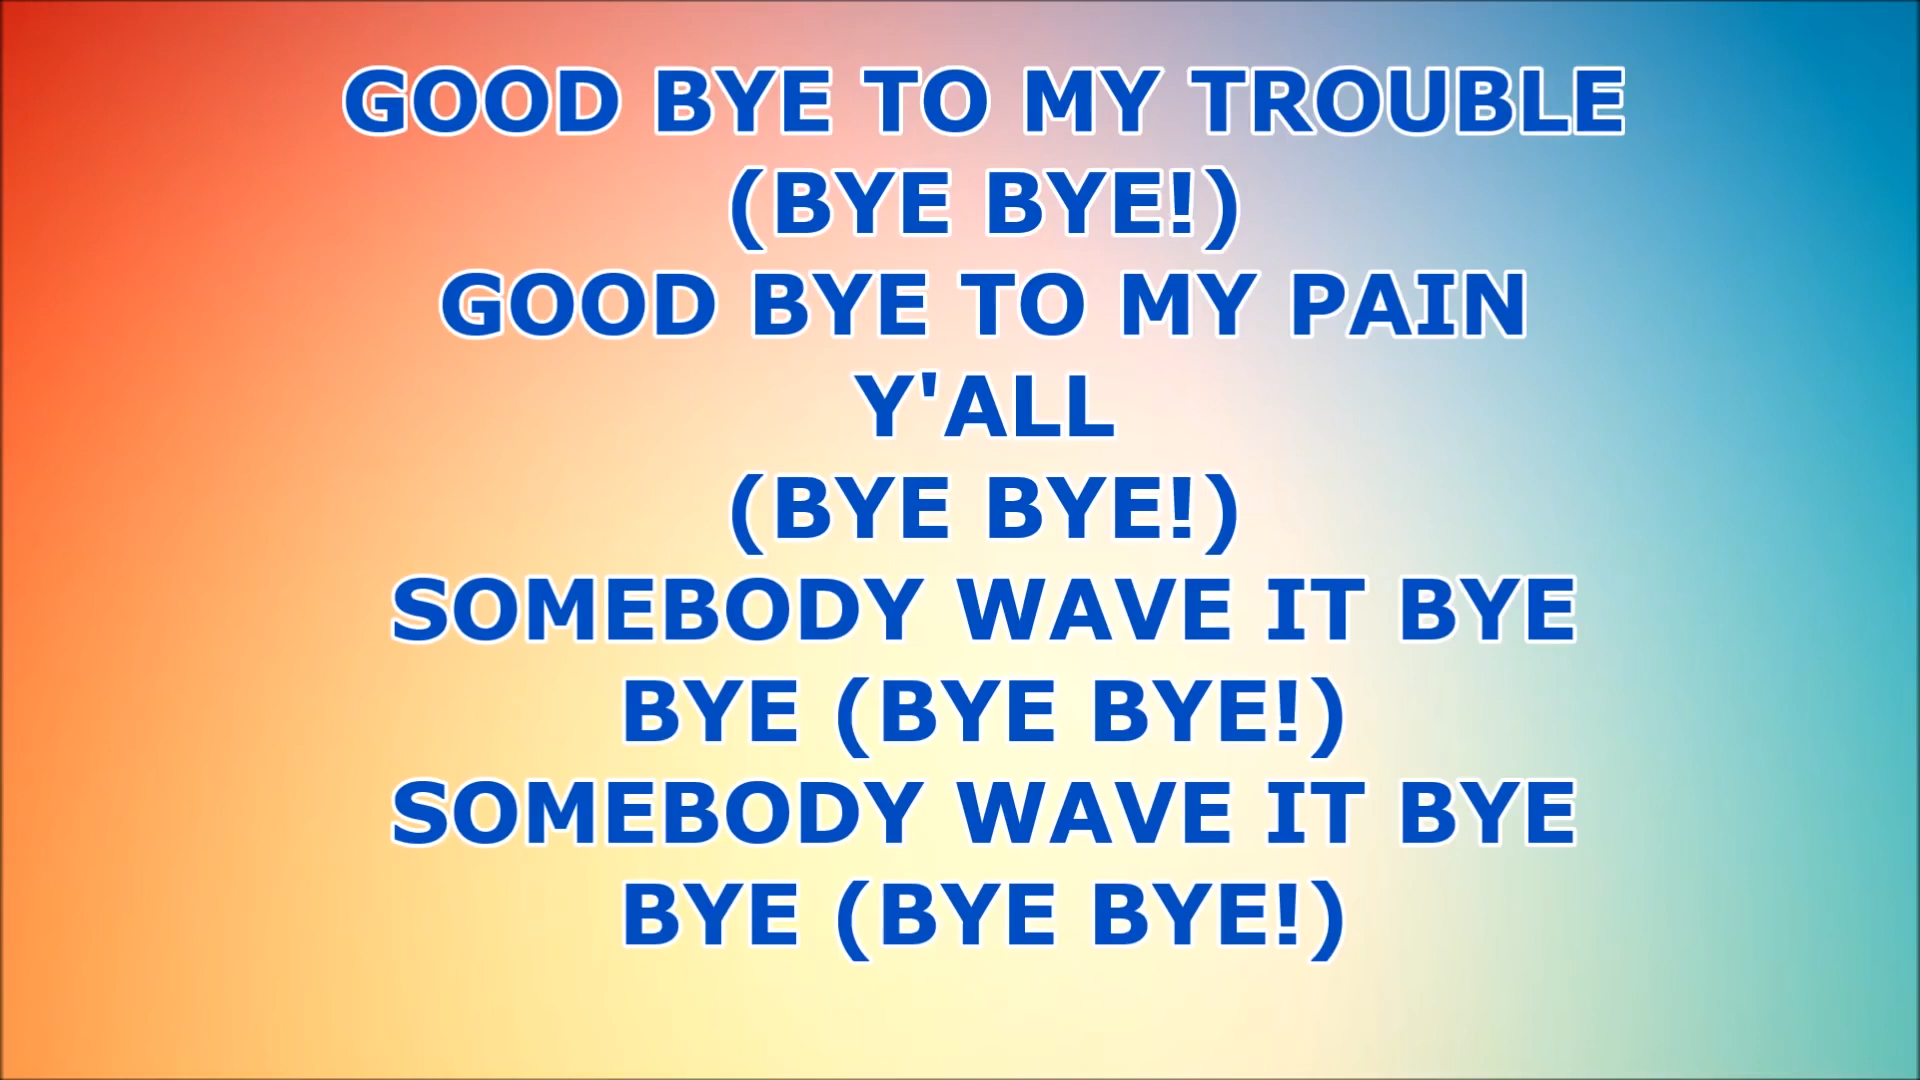 GOOD BYE TO MY TROUBLE
(BYE BYE!)
GOOD BYE TO MY PAIN
Y'ALL
(BYE BYE!)
SOMEBODY WAVE IT BYE
BYE (BYE BYE!)
SOMEBODY WAVE IT BYE
BYE (BYE BYE!)